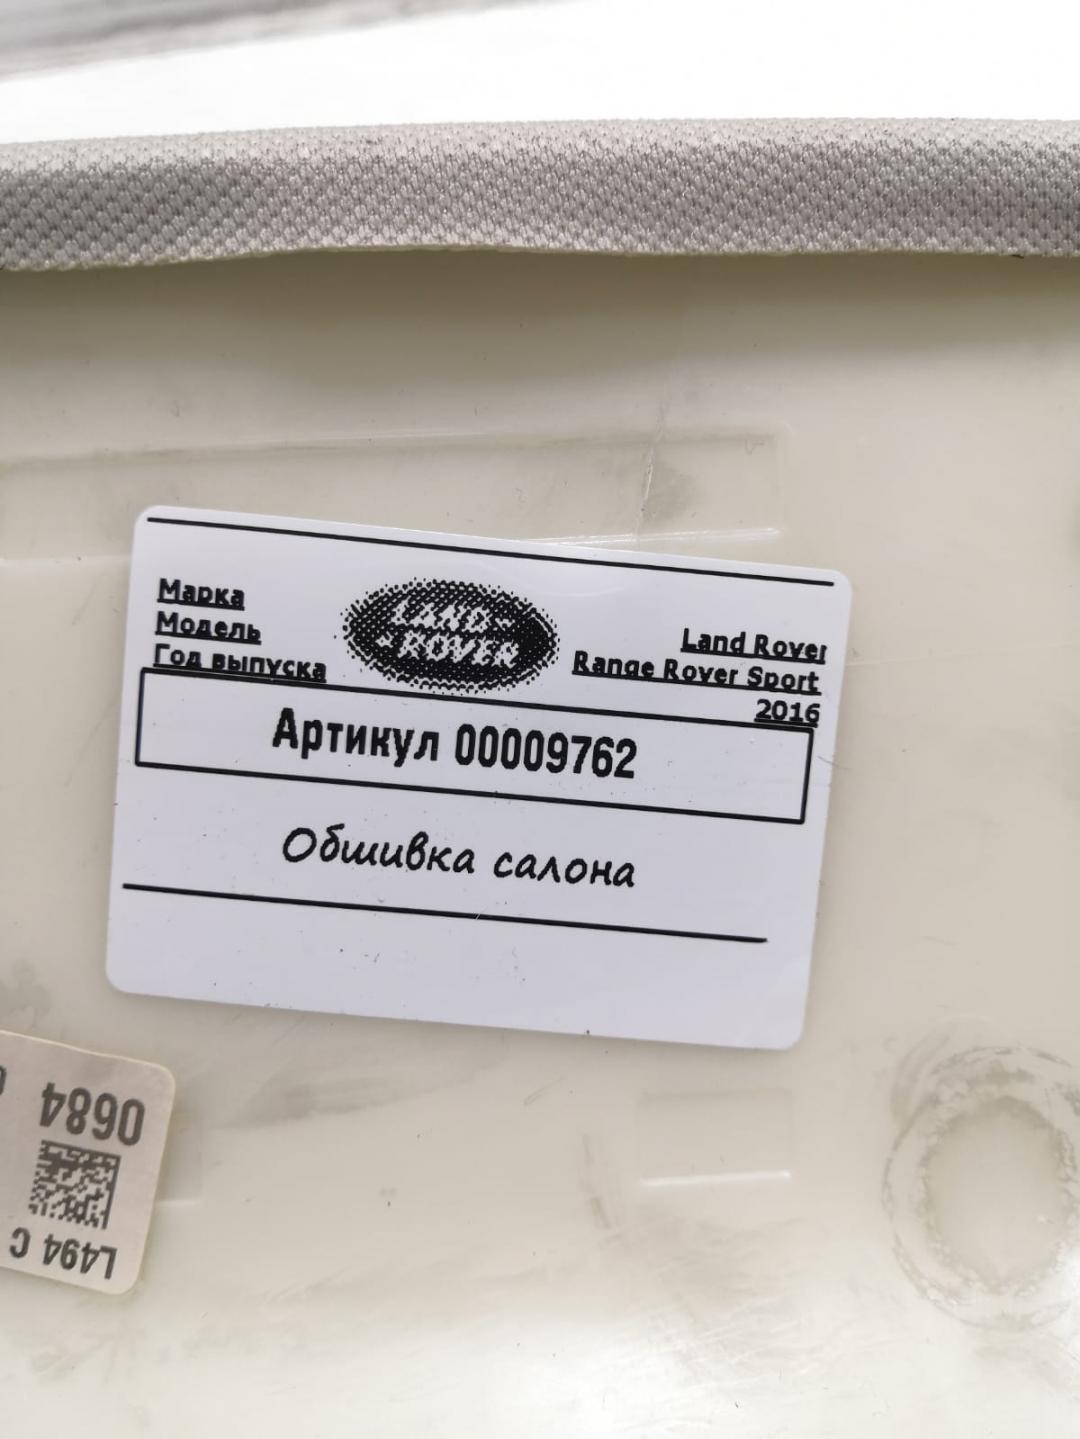 Марка
Модель
Год выпуска
LAND ROVER
Land Rover
Range Rover Sport
2016
Артикул 00009762
Обшивка салона
0684
L494 C